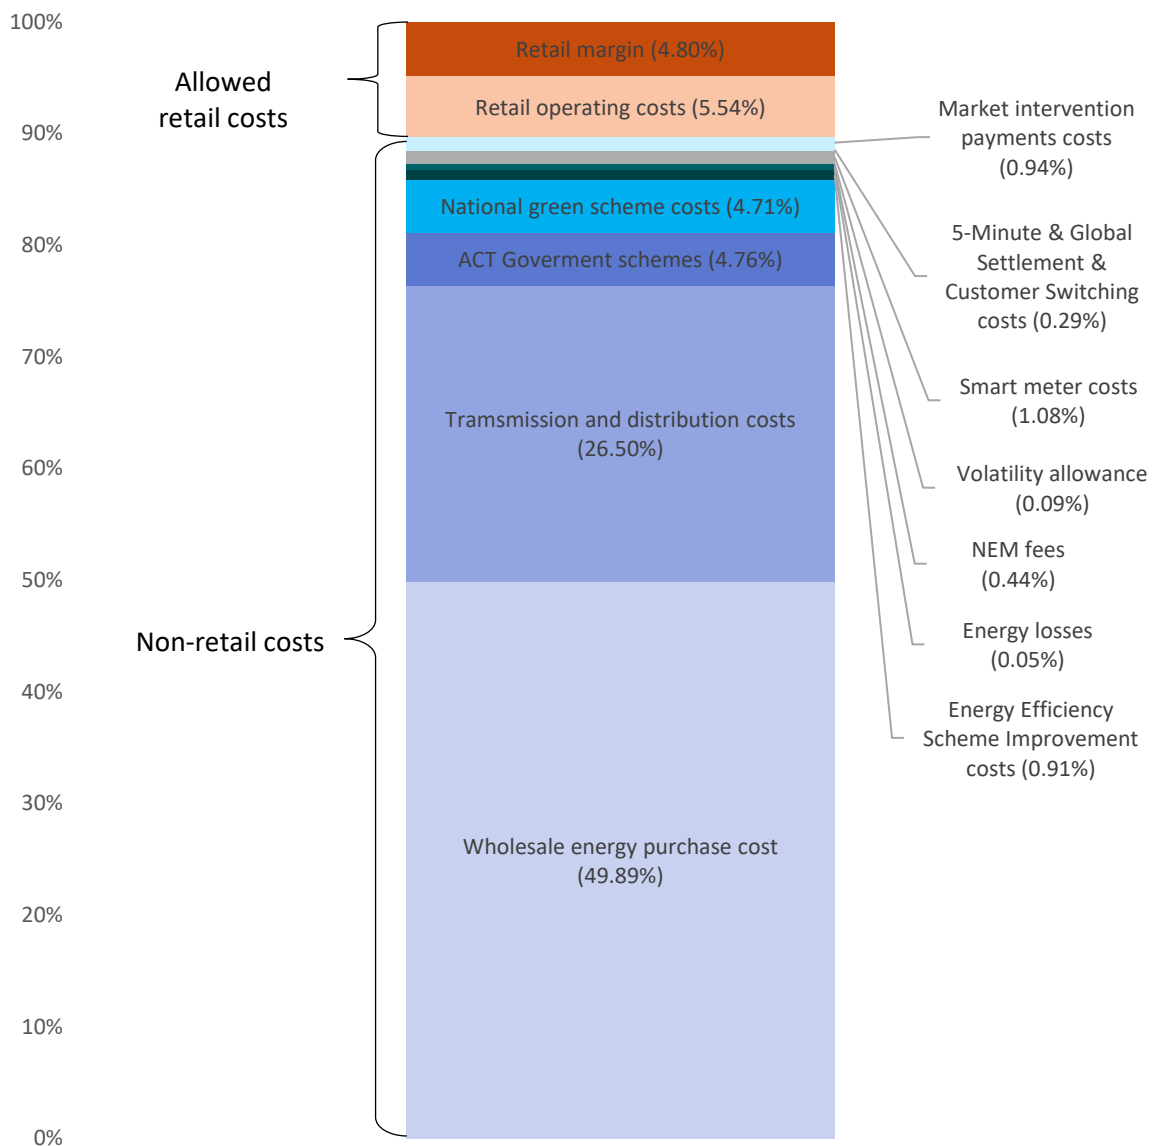 100%
90%
80%
70%
60%
50%
40%
30%
20%
10%
0%
Allowed
retail costs
Non-retail costs
Retail margin (4.80%)
Retail operating costs (5.54%)
National green scheme costs (4.71%)
ACT Goverment schemes (4.76%)
Tramsmission and distribution costs
(26.50%)
Wholesale energy purchase cost
(49.89%)
Market intervention
payments costs
(0.94%)
5-Minute & Global
Settlement &
Customer Switching
costs (0.29%)
Smart meter costs
(1.08%)
Volatility allowance
(0.09%)
NEM fees
(0.44%)
Energy losses
(0.05%)
Energy Efficiency
Scheme Improvement
costs (0.91%)